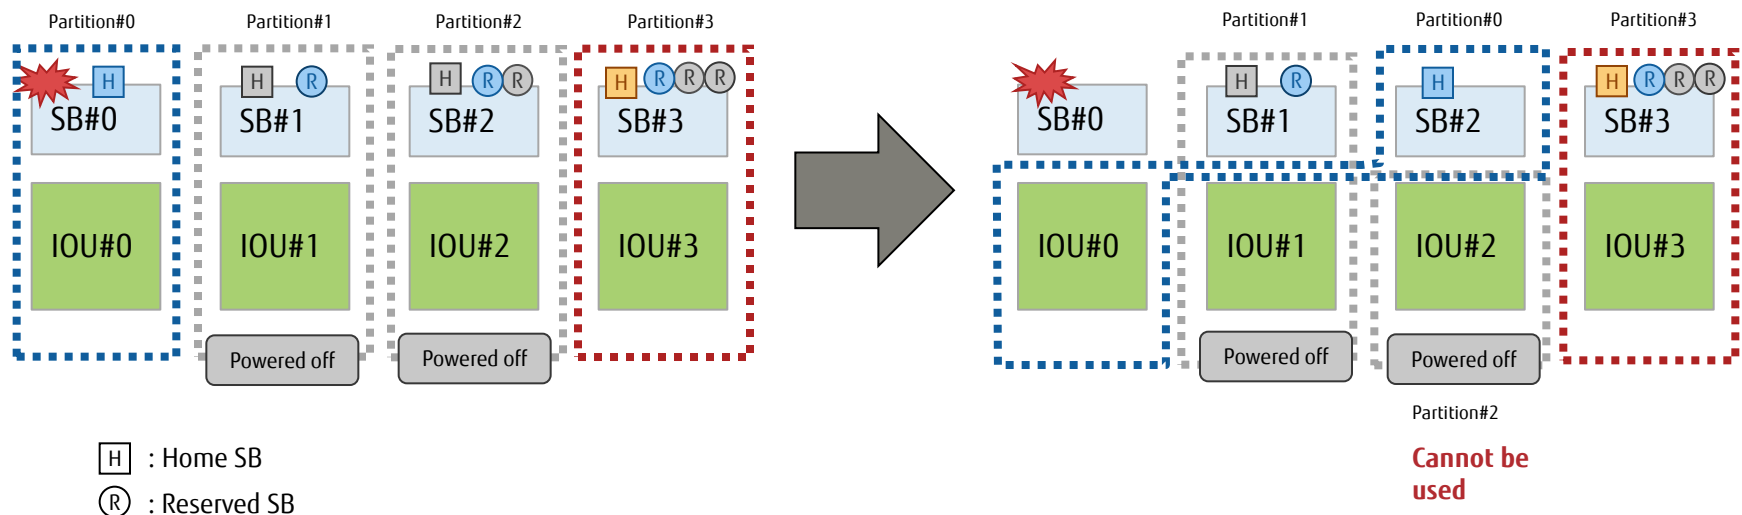 Partition#0 Partition#1 Partition#2 Partition#3
H H R H R R H R R R
SB#0 SB#1 SB#2 SB#3
IOU#0 IOU#1 IOU#2 IOU#3
Powered off Powered off
Partition#1 Partition#0 Partition#3
H R H H R R R
SB#0 SB#1 SB#2 SB#3
IOU#0 IOU#1 IOU#2 IOU#3
Powered off Powered off
Partition#2
Cannot be
used
H : Home SB
R : Reserved SB